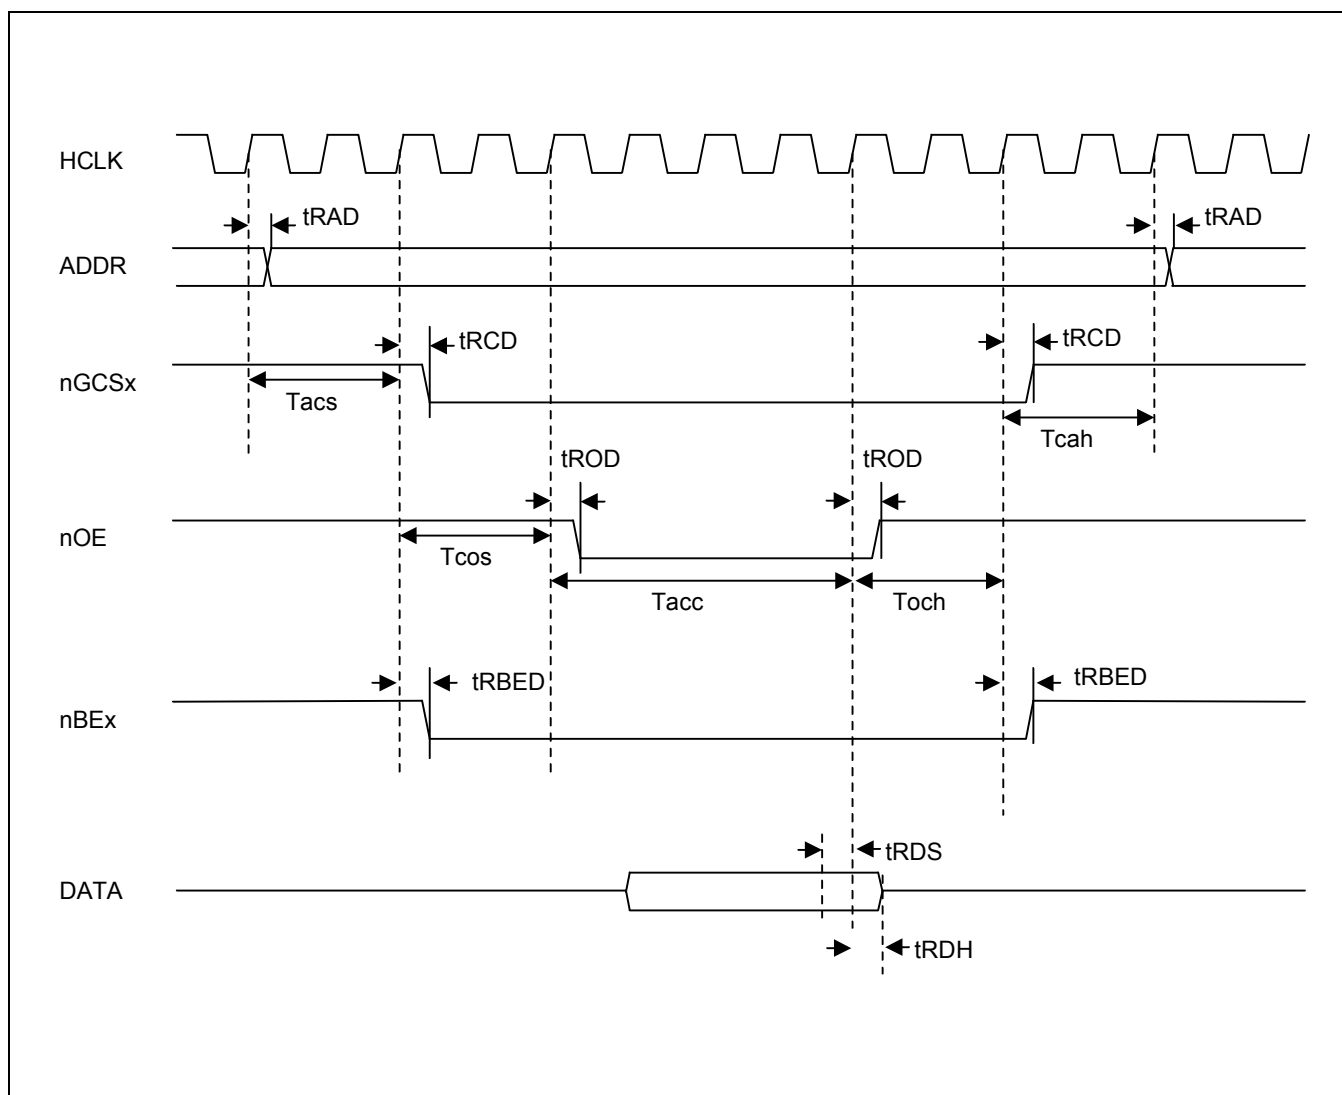 HCLK
tRAD
tRAD
ADDR
tRCD
tRCD
nGCSx
Tacs
Tcah
tROD
tROD
nOE
Tcos
Tacc
Toch
tRBED
tRBED
nBEx
tRDS
DATA
tRDH